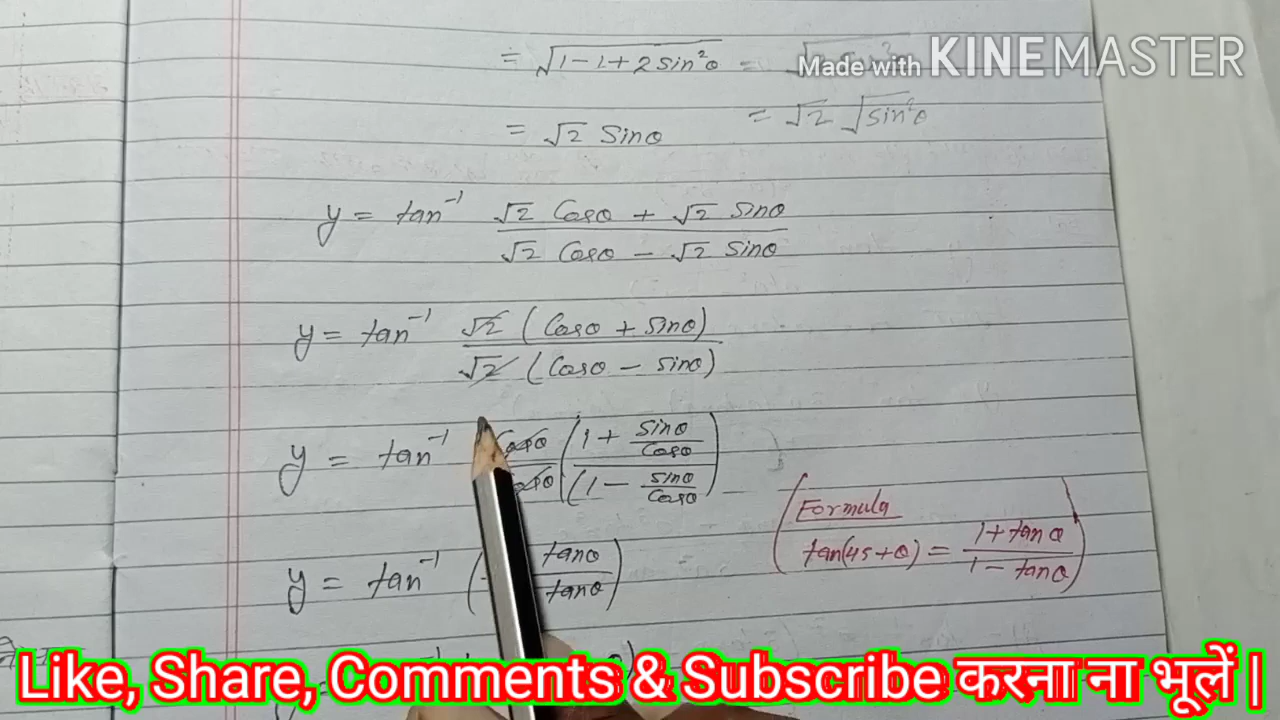 = √1-1+2sin²θ =
Made with KINEMASTER
= √2 Sinθ = √2 √sin²θ
y = tan⁻¹ √2 Cosθ + √2 Sinθ
√2 Cosθ - √2 Sinθ
y = tan⁻¹ √2 (Cosθ + Sinθ)
√2 (Cosθ - Sinθ)
y = tan⁻¹ Cosθ (1 + Sinθ/Cosθ)
Cosθ (1 - Sinθ/Cosθ)
Formula
tan(45+θ) = 1+tanθ
1-tanθ
y = tan⁻¹ ( tanθ )
tanθ
Like, Share, Comments & Subscribe करना ना भूलें |